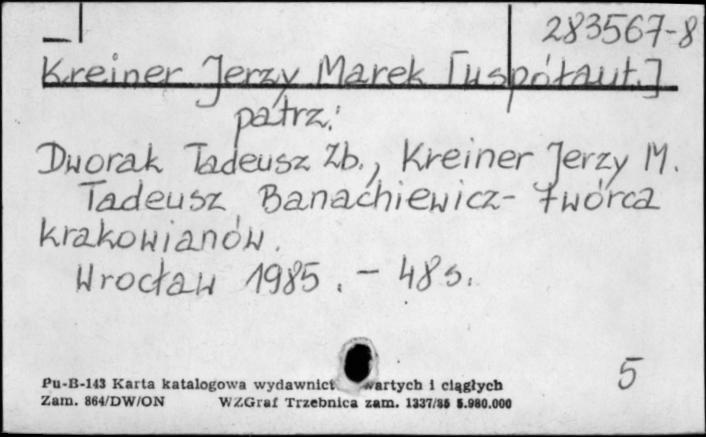 283567-8
Kreiner Jerzy Marek [współaut.]
patrz:
Dworak Tadeusz Zb., Kreiner Jerzy M.
Tadeusz Banachiewicz- twórca
krakowianów.
Wrocław 1985. - 48 s.
5
Pu-B-143 Karta katalogowa wydawnict wartych i ciągłych
Zam. 864/DW/ON WZGraf Trzebnica zam. 1337/85 5.980.000